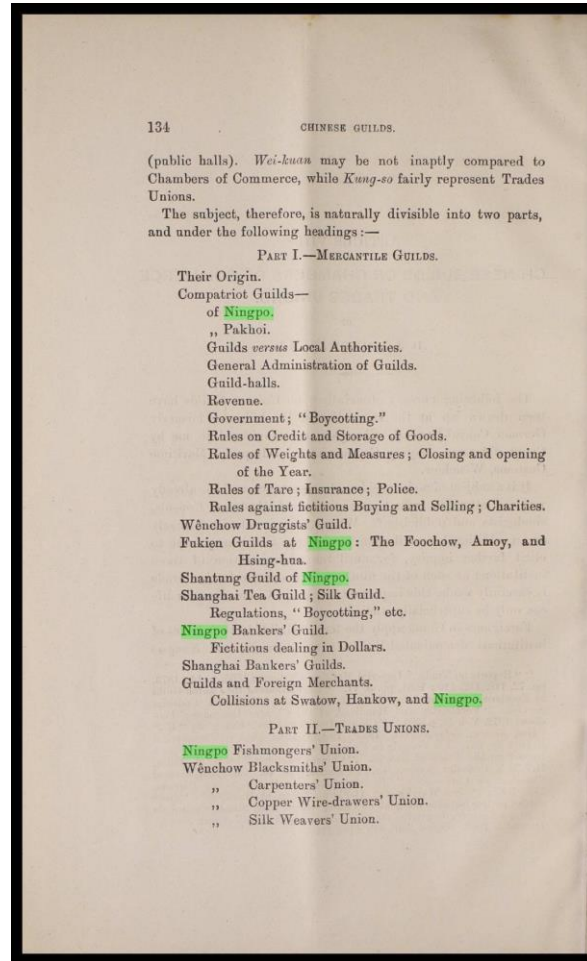 134 CHINESE GUILDS.
(public halls). Wei-kuan may be not inaptly compared to
Chambers of Commerce, while Kung-so fairly represent Trades
Unions.
The subject, therefore, is naturally divisible into two parts,
and under the following headings :—
PART I.—MERCANTILE GUILDS.
Their Origin.
Compatriot Guilds—
of Ningpo.
„ Pakhoi.
Guilds versus Local Authorities.
General Administration of Guilds.
Guild-halls.
Revenue.
Government ; “Boycotting.”
Rules on Credit and Storage of Goods.
Rules of Weights and Measures ; Closing and opening
of the Year.
Rules of Tare ; Insurance ; Police.
Rules against fictitious Buying and Selling ; Charities.
Wênchow Druggists’ Guild.
Fukien Guilds at Ningpo : The Foochow, Amoy, and
Hsing-hua.
Shantung Guild of Ningpo.
Shanghai Tea Guild ; Silk Guild.
Regulations, “Boycotting,” etc.
Ningpo Bankers’ Guild.
Fictitious dealing in Dollars.
Shanghai Bankers’ Guilds.
Guilds and Foreign Merchants.
Collisions at Swatow, Hankow, and Ningpo.
PART II.—TRADES UNIONS.
Ningpo Fishmongers’ Union.
Wênchow Blacksmiths’ Union.
„ Carpenters’ Union.
„ Copper Wire-drawers’ Union.
„ Silk Weavers’ Union.